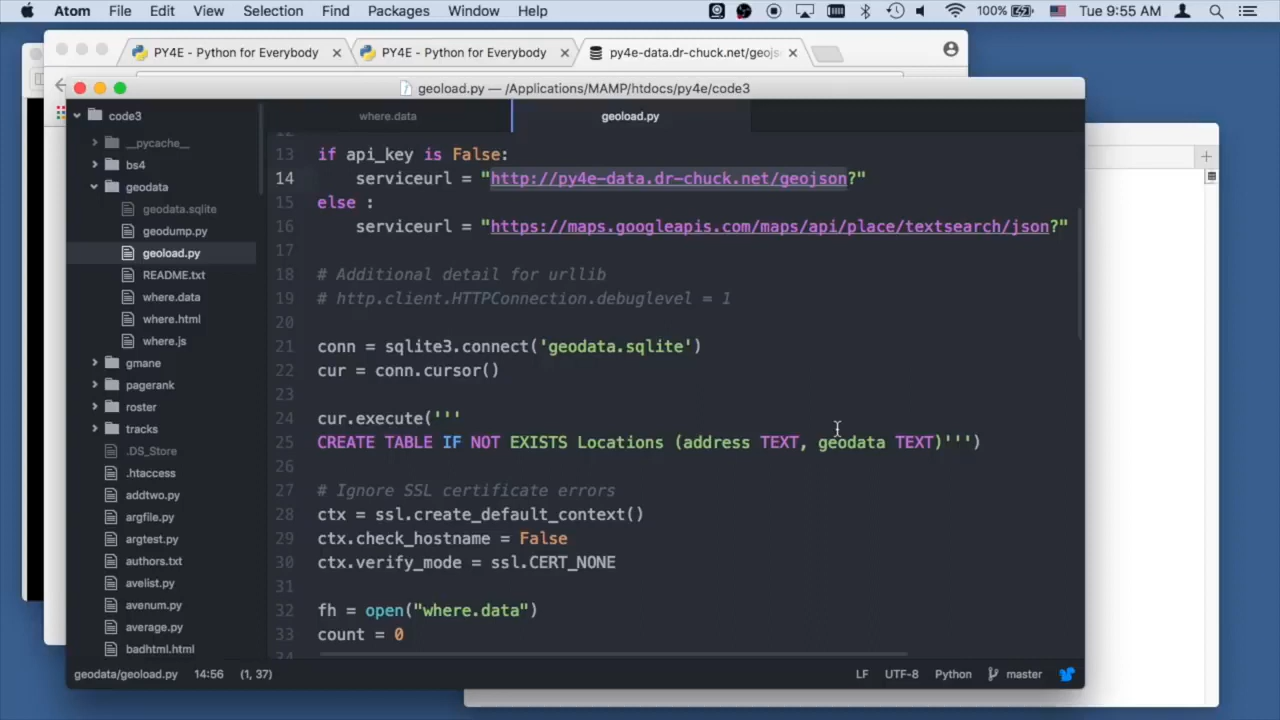 Atom File Edit View Selection Find Packages Window Help 100% Tue 9:55 AM
PY4E - Python for Everybody PY4E - Python for Everybody py4e-data.dr-chuck.net/geojs
geoload.py — /Applications/MAMP/htdocs/py4e/code3
code3
__pycache__
bs4
geodata
geodata.sqlite
geodump.py
geoload.py
README.txt
where.data
where.html
where.js
gmane
pagerank
roster
tracks
.DS_Store
.htaccess
addtwo.py
argfile.py
argtest.py
authors.txt
avelist.py
avenum.py
average.py
badhtml.html
where.data geoload.py
13 if api_key is False:
14 serviceurl = "http://py4e-data.dr-chuck.net/geojson?"
15 else :
16 serviceurl = "https://maps.googleapis.com/maps/api/place/textsearch/json?"
17
18 # Additional detail for urllib
19 # http.client.HTTPConnection.debuglevel = 1
20
21 conn = sqlite3.connect('geodata.sqlite')
22 cur = conn.cursor()
23
24 cur.execute('''
25 CREATE TABLE IF NOT EXISTS Locations (address TEXT, geodata TEXT)''')
26
27 # Ignore SSL certificate errors
28 ctx = ssl.create_default_context()
29 ctx.check_hostname = False
30 ctx.verify_mode = ssl.CERT_NONE
31
32 fh = open("where.data")
33 count = 0
geodata/geoload.py 14:56 (1, 37) LF UTF-8 Python master